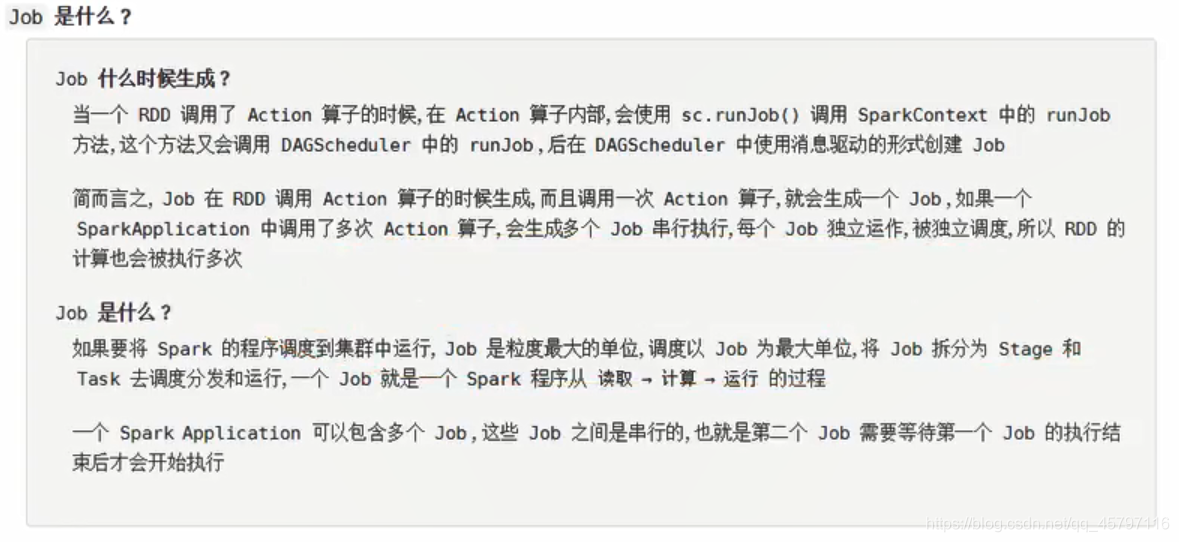 Job 是什么？
Job 什么时候生成？
当一个 RDD 调用了 Action 算子的时候,在 Action 算子内部,会使用 sc.runJob() 调用 SparkContext 中的 runJob
方法,这个方法又会调用 DAGScheduler 中的 runJob,后在 DAGScheduler 中使用消息驱动的形式创建 Job
简而言之, Job 在 RDD 调用 Action 算子的时候生成,而且调用一次 Action 算子,就会生成一个 Job,如果一个
SparkApplication 中调用了多次 Action 算子,会生成多个 Job 串行执行,每个 Job 独立运作,被独立调度,所以 RDD 的
计算也会被执行多次
Job 是什么？
如果要将 Spark 的程序调度到集群中运行, Job 是粒度最大的单位,调度以 Job 为最大单位,将 Job 拆分为 Stage 和
Task 去调度分发和运行,一个 Job 就是一个 Spark 程序从 读取 → 计算 → 运行 的过程
一个 Spark Application 可以包含多个 Job,这些 Job 之间是串行的,也就是第二个 Job 需要等待第一个 Job 的执行结
束后才会开始执行
https://blog.csdn.net/qq_45797116